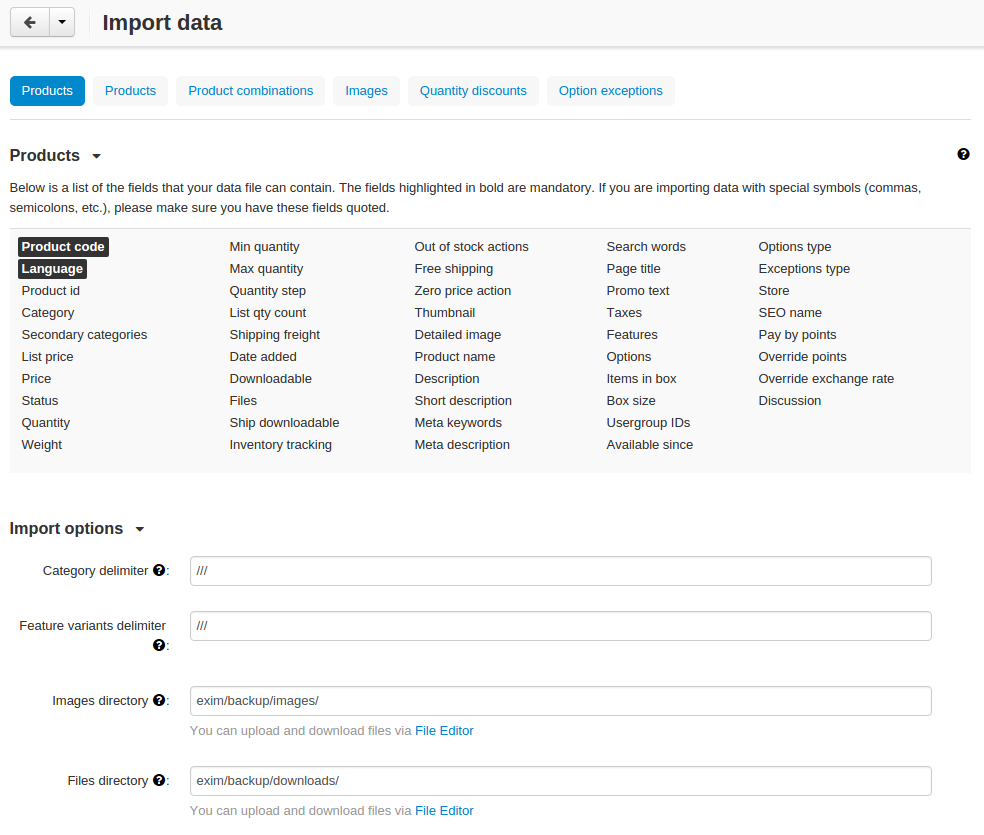 Import data
Products Products Product combinations Images Quantity discounts Option exceptions
Products
Below is a list of the fields that your data file can contain. The fields highlighted in bold are mandatory. If you are importing data with special symbols (commas,
semicolons, etc.), please make sure you have these fields quoted.
Product code
Language
Product id
Category
Secondary categories
List price
Price
Status
Quantity
Weight
Min quantity
Max quantity
Quantity step
List qty count
Shipping freight
Date added
Downloadable
Files
Ship downloadable
Inventory tracking
Out of stock actions
Free shipping
Zero price action
Thumbnail
Detailed image
Product name
Description
Short description
Meta keywords
Meta description
Search words
Page title
Promo text
Taxes
Features
Options
Items in box
Box size
Usergroup IDs
Available since
Options type
Exceptions type
Store
SEO name
Pay by points
Override points
Override exchange rate
Discussion
Import options
Category delimiter ?: ///
Feature variants delimiter ///
?:
Images directory ?: exim/backup/images/
You can upload and download files via File Editor
Files directory ?: exim/backup/downloads/
You can upload and download files via File Editor